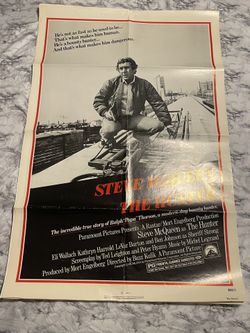 He's not as fast as he used to be...
That's what makes him human.
He's a bounty hunter...
And that's what makes him dangerous.
STEVE McQUEEN
THE HUNTER
The incredible true story of Ralph "Papa" Thorson, a modern day bounty hunter.
Paramount Pictures Presents A Rastar/Mort Engelberg Production
Steve McQueen in The Hunter
Eli Wallach Kathryn Harrold LeVar Burton and Ben Johnson as Sheriff Strong
Screenplay by Ted Leighton and Peter Hyams Music by Michel Legrand
Produced by Mort Engelberg Directed by Buzz Kulik A Paramount Picture
PG